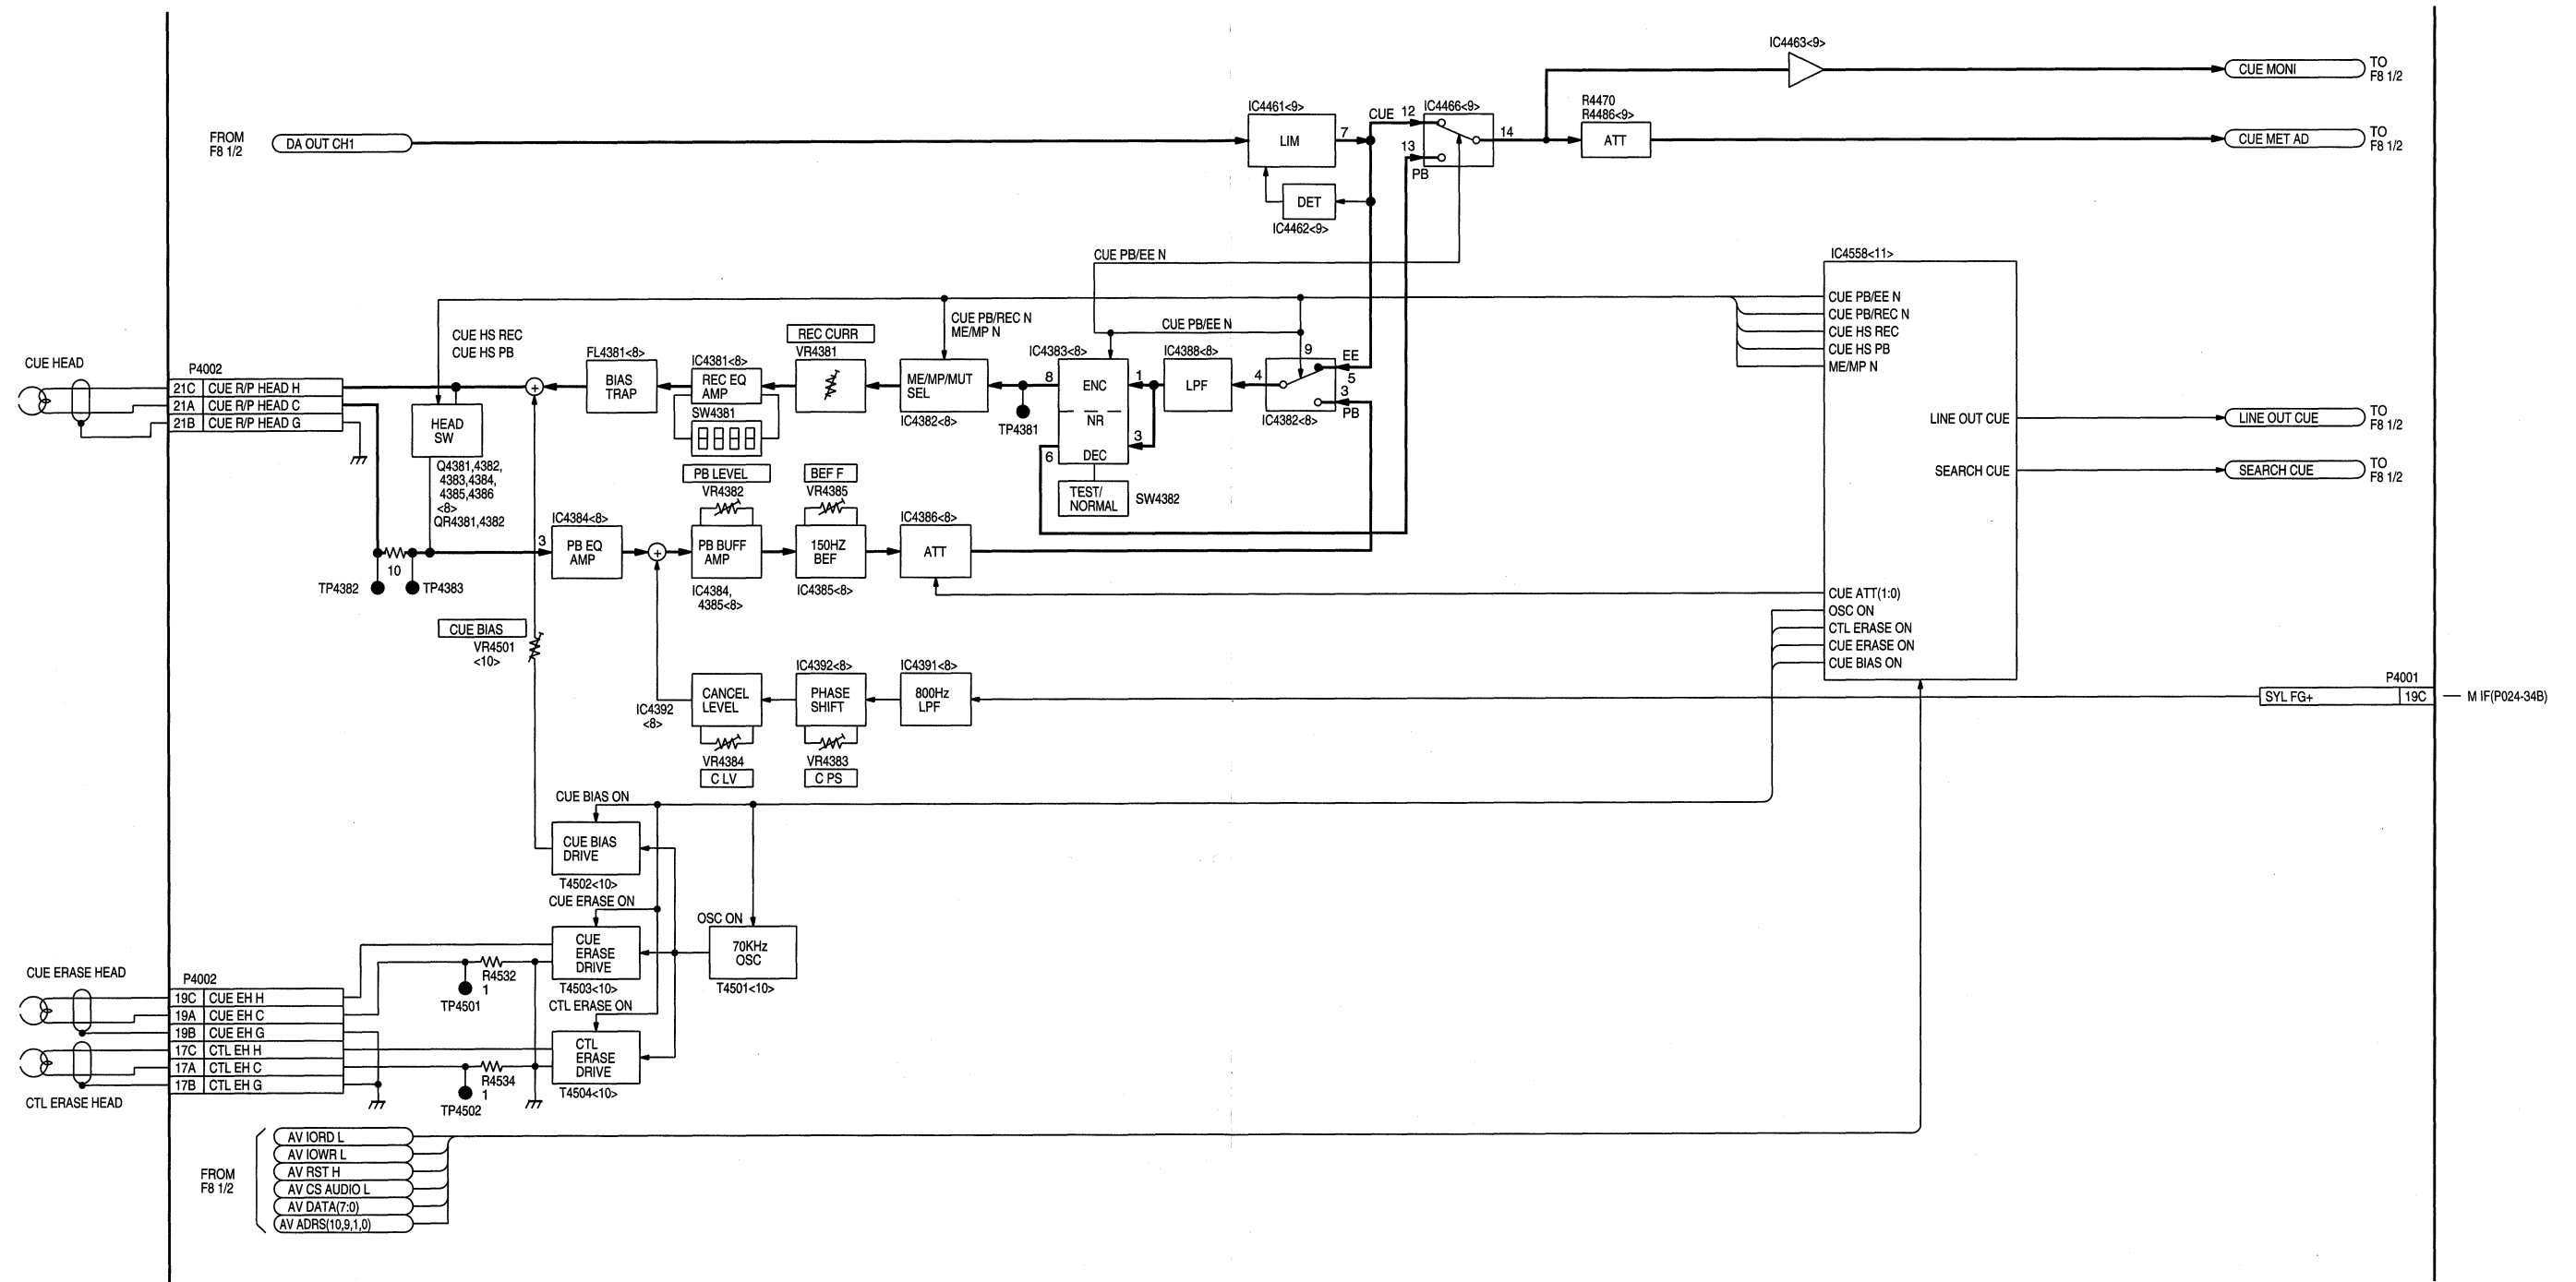 IC4463<9>
CUE MONI
TO
F8 1/2
IC4461<9>
CUE 12
IC4466<9>
R4470
R4486<9>
FROM
F8 1/2
DA OUT CH1
LIM
7
13
PB
14
ATT
CUE MET AD
TO
F8 1/2
DET
IC4462<9>
CUE PB/EE N
IC4558<11>
CUE PB/EE N
CUE PB/REC N
CUE HS REC
CUE HS PB
ME/MP N
LINE OUT CUE
SEARCH CUE
CUE ATT(1:0)
OSC ON
CTL ERASE ON
CUE ERASE ON
CUE BIAS ON
LINE OUT CUE
TO
F8 1/2
SEARCH CUE
TO
F8 1/2
CUE HS REC
CUE HS PB
CUE PB/REC N
ME/MP N
CUE PB/EE N
REC CURR
VR4381
CUE HEAD
P4002
21C CUE R/P HEAD H
21A CUE R/P HEAD C
21B CUE R/P HEAD G
HEAD
SW
Q4381,4382,
4383,4384,
4385,4386
<8>
QR4381,4382
FL4381<8>
BIAS
TRAP
IC4381<8>
REC EQ
AMP
SW4381
ME/MP/MUT
SEL
IC4382<8>
TP4381
IC4383<8>
8
ENC
NR
DEC
6
1
3
IC4388<8>
LPF
4
9
EE
5
3
PB
IC4382<8>
TEST/
NORMAL
SW4382
PB LEVEL
VR4382
BEF F
VR4385
IC4384<8>
3
PB EQ
AMP
PB BUFF
AMP
IC4384,
4385<8>
150HZ
BEF
IC4385<8>
IC4386<8>
ATT
10
TP4382
TP4383
CUE BIAS
VR4501
<10>
IC4392
<8>
CANCEL
LEVEL
VR4384
C LV
IC4392<8>
PHASE
SHIFT
VR4383
C PS
IC4391<8>
800Hz
LPF
P4001
SYL FG+ 19C
M IF(P024-34B)
CUE BIAS ON
CUE BIAS
DRIVE
T4502<10>
CUE ERASE ON
CUE
ERASE
DRIVE
T4503<10>
CTL ERASE ON
CTL
ERASE
DRIVE
T4504<10>
OSC ON
70KHz
OSC
T4501<10>
CUE ERASE HEAD
P4002
19C CUE EH H
19A CUE EH C
19B CUE EH G
17C CTL EH H
17A CTL EH C
17B CTL EH G
CTL ERASE HEAD
R4532
1
TP4501
R4534
1
TP4502
FROM
F8 1/2
AV IORD L
AV IOWR L
AV RST H
AV CS AUDIO L
AV DATA(7:0)
AV ADRS(10,9,1,0)